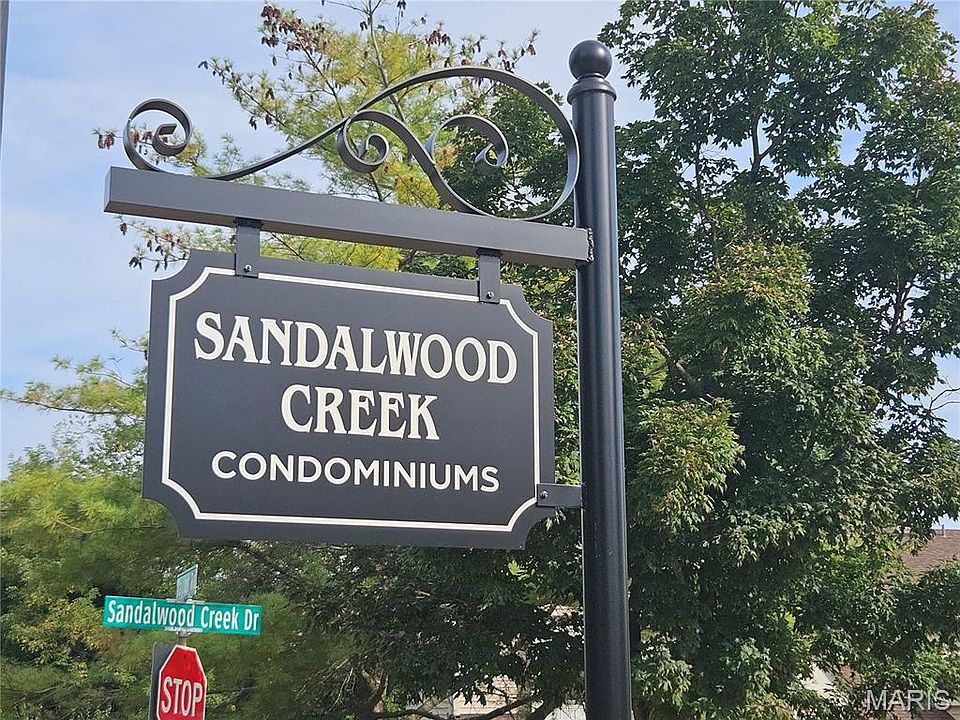 SANDALWOOD
CREEK
CONDOMINIUMS
Sandalwood Creek Dr
STOP
MARIS